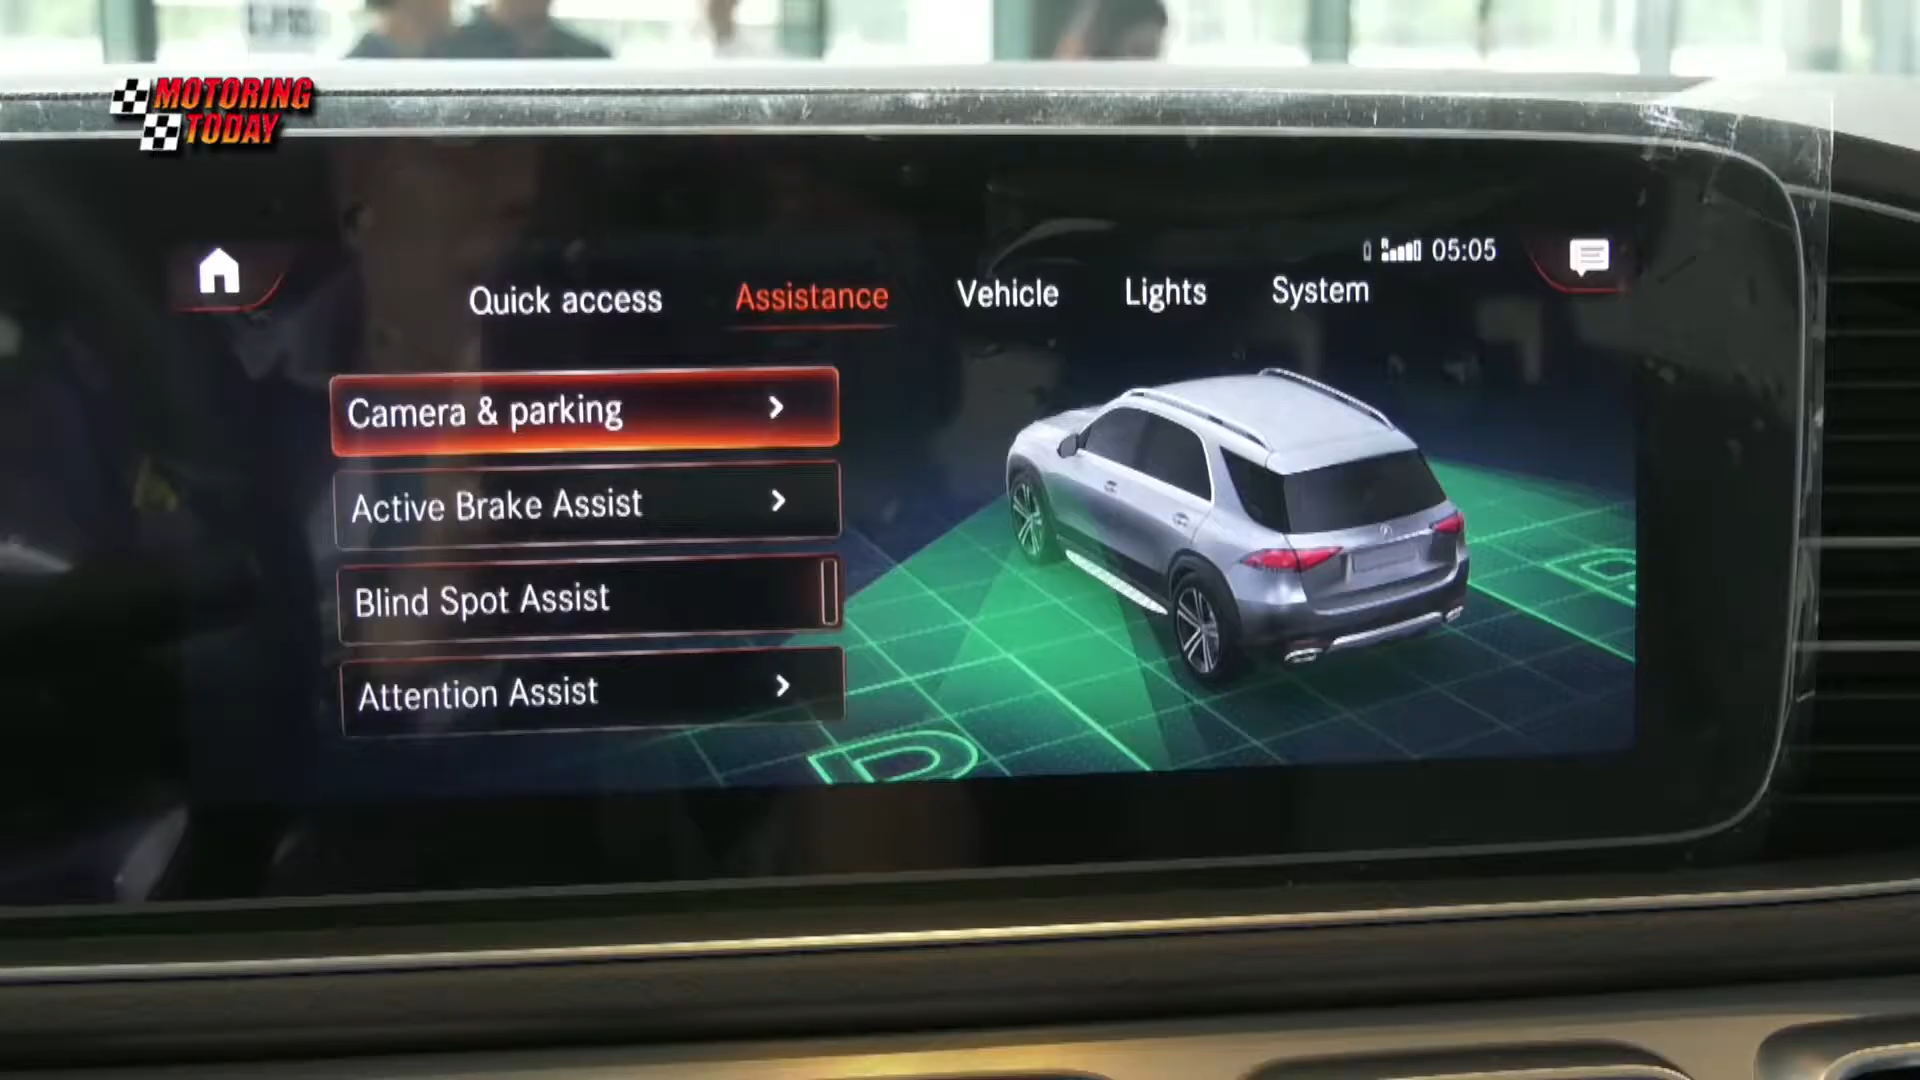 MOTORING
TODAY
05:05
Quick access Assistance Vehicle Lights System
Camera & parking
Active Brake Assist
Blind Spot Assist
Attention Assist
P
P